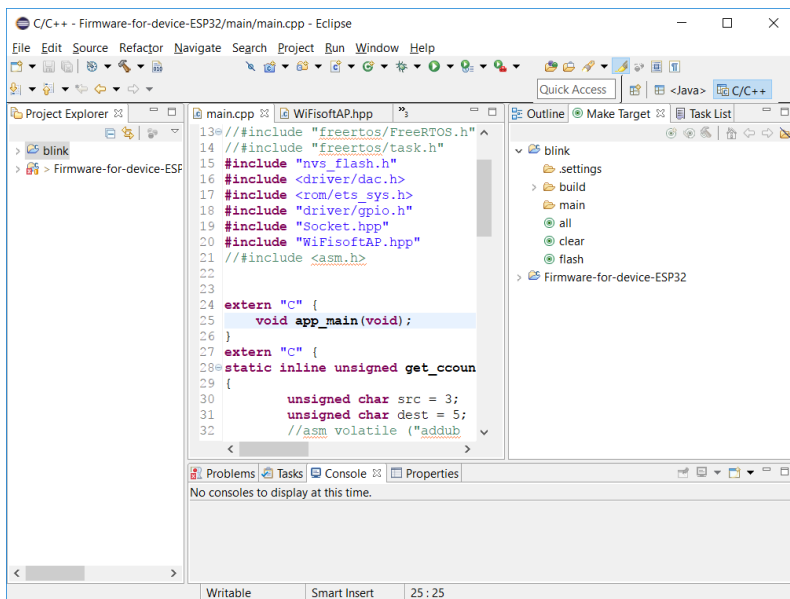 C/C++ - Firmware-for-device-ESP32/main/main.cpp - Eclipse
File Edit Source Refactor Navigate Search Project Run Window Help
Quick Access <Java> C/C++
Project Explorer
blink
> Firmware-for-device-ESP
main.cpp WiFisoftAP.hpp »3
13 //#include "freertos/FreeRTOS.h"
14 //#include "freertos/task.h"
15 #include "nvs_flash.h"
16 #include <driver/dac.h>
17 #include <rom/ets_sys.h>
18 #include "driver/gpio.h"
19 #include "Socket.hpp"
20 #include "WiFisoftAP.hpp"
21 //#include <asm.h>
22
23
24 extern "C" {
25 void app_main(void);
26 }
27 extern "C" {
28 static inline unsigned get_ccoun
29 {
30 unsigned char src = 3;
31 unsigned char dest = 5;
32 //asm volatile ("addub
Outline Make Target Task List
blink
.settings
build
main
all
clear
flash
Firmware-for-device-ESP32
Problems Tasks Console Properties
No consoles to display at this time.
Writable Smart Insert 25 : 25